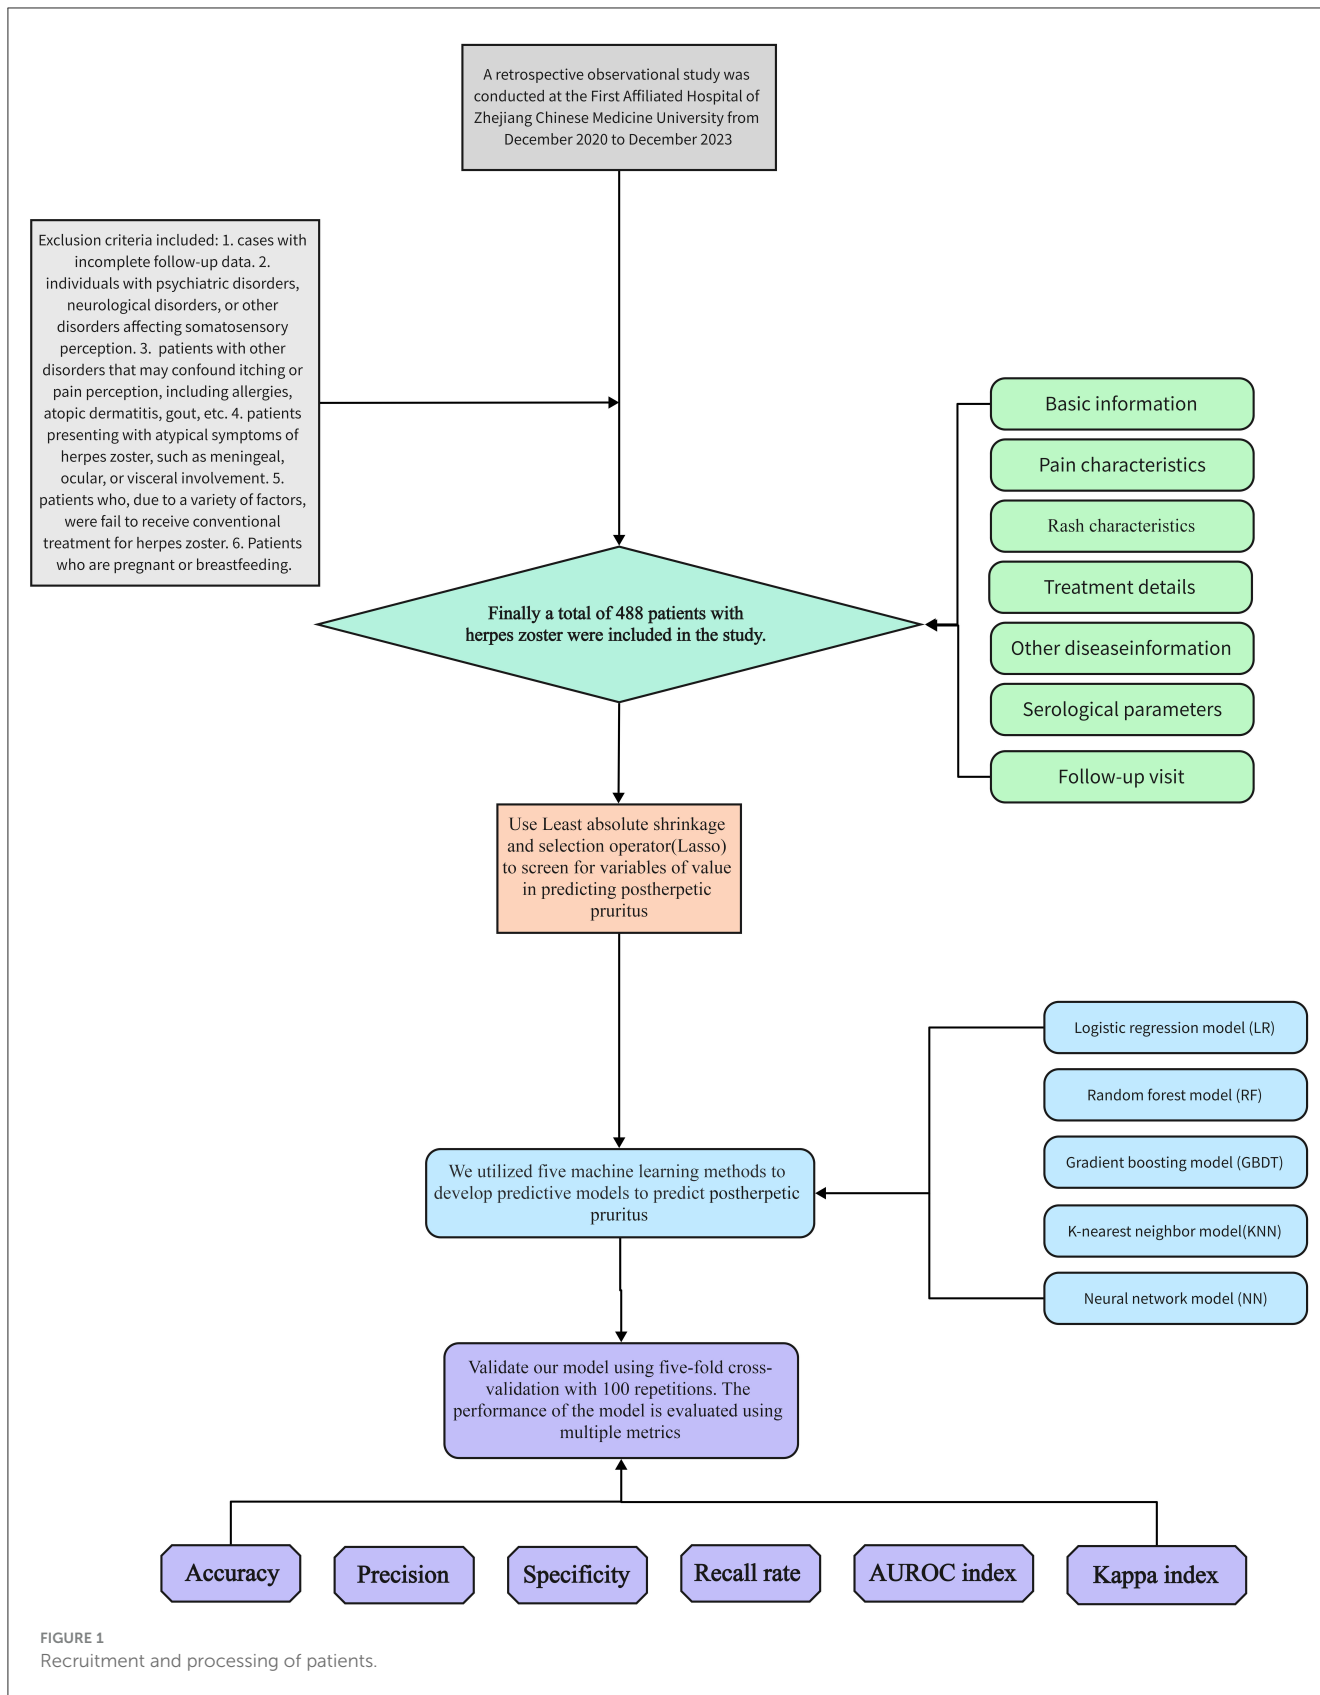 A retrospective observational study was
conducted at the First Affiliated Hospital of
Zhejiang Chinese Medicine University from
December 2020 to December 2023
Exclusion criteria included: 1. cases with
incomplete follow-up data. 2.
individuals with psychiatric disorders,
neurological disorders, or other
disorders affecting somatosensory
perception. 3. patients with other
disorders that may confound itching or
pain perception, including allergies,
atopic dermatitis, gout, etc. 4. patients
presenting with atypical symptoms of
herpes zoster, such as meningeal,
ocular, or visceral involvement. 5.
patients who, due to a variety of factors,
were fail to receive conventional
treatment for herpes zoster. 6. Patients
who are pregnant or breastfeeding.
Basic information
Pain characteristics
Rash characteristics
Treatment details
Other diseaseinformation
Serological parameters
Follow-up visit
Finally a total of 488 patients with
herpes zoster were included in the study.
Use Least absolute shrinkage
and selection operator(Lasso)
to screen for variables of value
in predicting postherpetic
pruritus
Logistic regression model (LR)
Random forest model (RF)
Gradient boosting model (GBDT)
K-nearest neighbor model(KNN)
Neural network model (NN)
We utilized five machine learning methods to
develop predictive models to predict postherpetic
pruritus
Validate our model using five-fold cross-
validation with 100 repetitions. The
performance of the model is evaluated using
multiple metrics
Accuracy
Precision
Specificity
Recall rate
AUROC index
Kappa index
FIGURE 1
Recruitment and processing of patients.